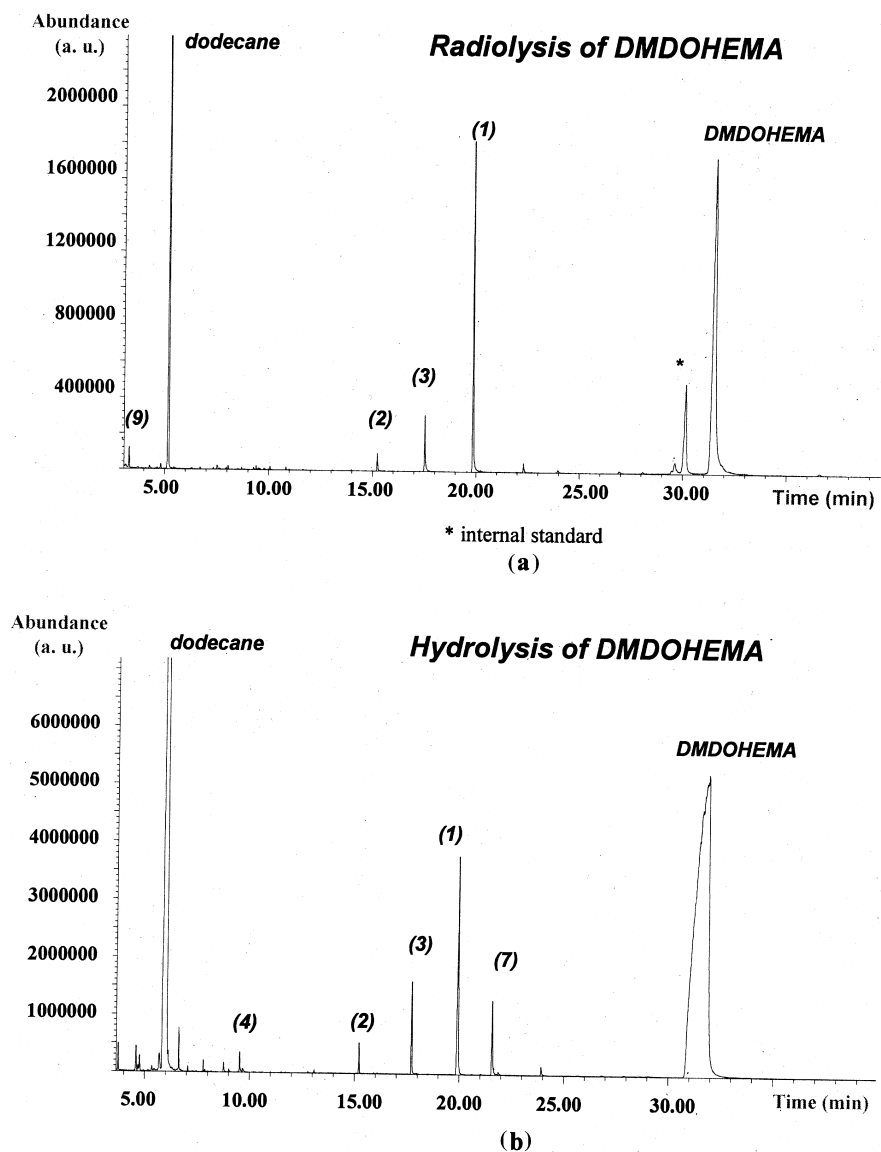 Abundance
(a. u.)
dodecane
Radiolysis of DMDOHEMA
2000000
(1)
DMDOHEMA
1600000
1200000
800000
*
(3)
400000
(9)
(2)
5.00 10.00 15.00 20.00 25.00 30.00 Time (min)
* internal standard
(a)
Abundance
(a. u.)
dodecane
Hydrolysis of DMDOHEMA
6000000
DMDOHEMA
5000000
(1)
4000000
3000000
(3)
(7)
2000000
(4)
(2)
1000000
5.00 10.00 15.00 20.00 25.00 30.00 Time (min)
(b)